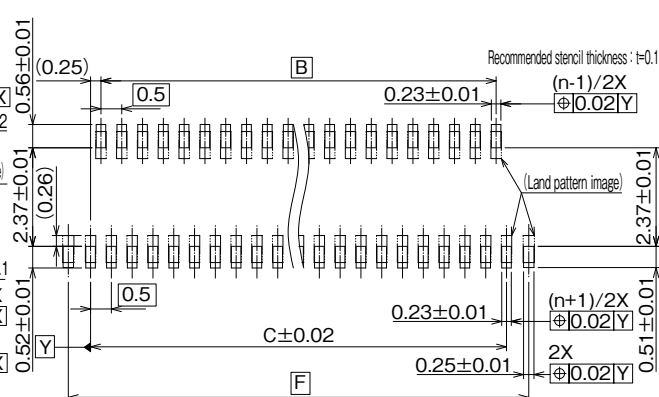 Recommended stencil thickness : t=0.1
(0.25)
B
0.56±0.01
0.5
0.23±0.01
(n-1)/2X
⌖ 0.02 Y
X
2
2.37±0.01
(0.26)
(Land pattern image)
2.37±0.01
1
0.5
0.23±0.01
(n+1)/2X
⌖ 0.02 Y
X
0.52±0.01
Y
C±0.02
0.25±0.01
2X
⌖ 0.02 Y
0.51±0.01
X
F